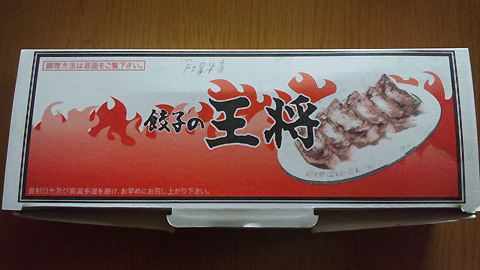 調理方法は底面をご覧下さい。
餃子の王将
直射日光及び高温多湿を避け、お早めにお召し上がり下さい。